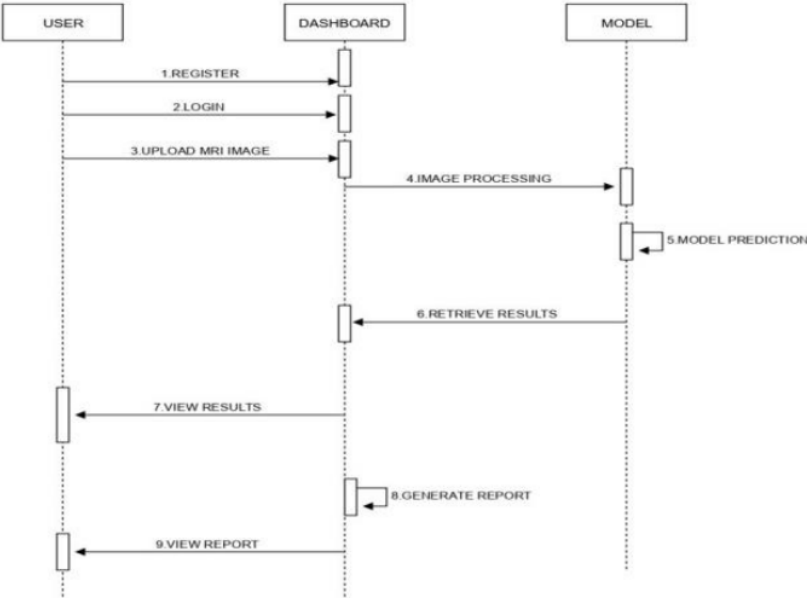 USER
DASHBOARD
MODEL
1.REGISTER
2.LOGIN
3.UPLOAD MRI IMAGE
4.IMAGE PROCESSING
5.MODEL PREDICTION
6.RETRIEVE RESULTS
7.VIEW RESULTS
8.GENERATE REPORT
9.VIEW REPORT